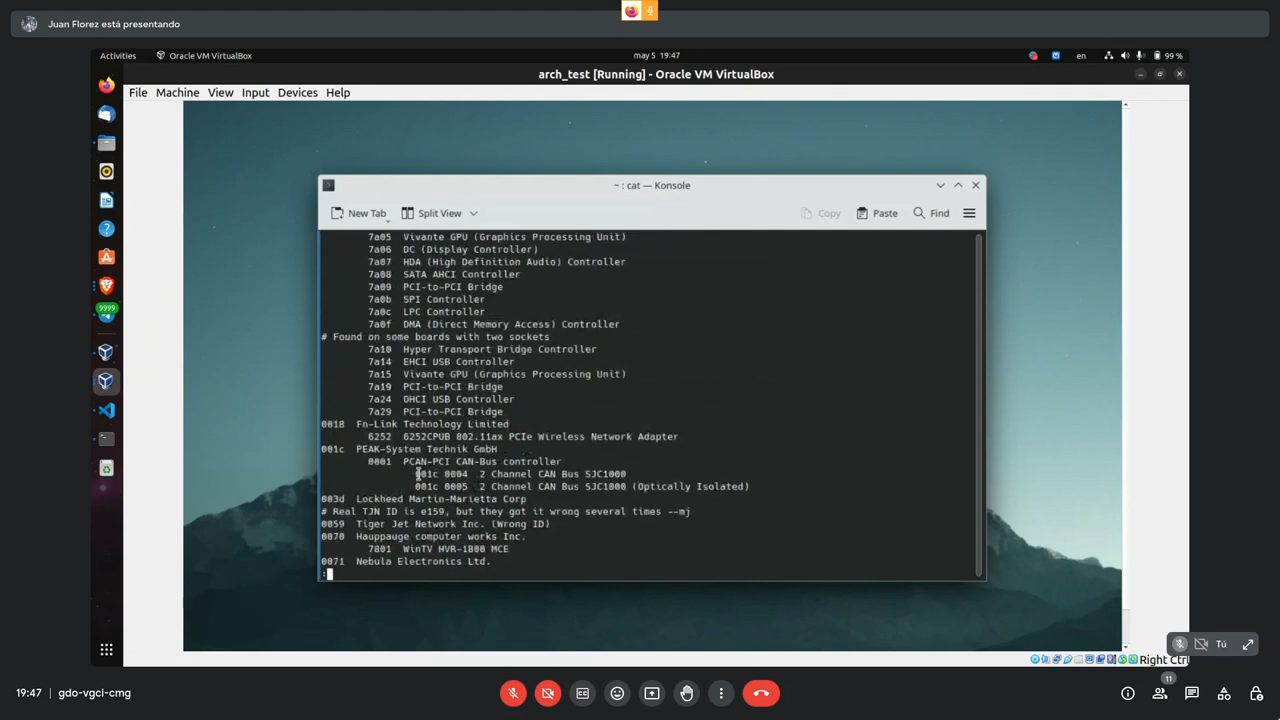 Juan Florez está presentando
Activities
Oracle VM VirtualBox
may 5 19:47
en
99 %
arch_test [Running] - Oracle VM VirtualBox
File Machine View Input Devices Help
~ : cat — Konsole
New Tab
Split View
Copy
Paste
Find
7a05 Vivante GPU (Graphics Processing Unit)
7a06 DC (Display Controller)
7a07 HDA (High Definition Audio) Controller
7a08 SATA AHCI Controller
7a09 PCI-to-PCI Bridge
7a0b SPI Controller
7a0c LPC Controller
7a0f DMA (Direct Memory Access) Controller
# Found on some boards with two sockets
7a10 Hyper Transport Bridge Controller
7a14 EHCI USB Controller
7a15 Vivante GPU (Graphics Processing Unit)
7a19 PCI-to-PCI Bridge
7a24 OHCI USB Controller
7a29 PCI-to-PCI Bridge
0018 Fn-Link Technology Limited
6252 6252CPUB 802.11ax PCIe Wireless Network Adapter
001c PEAK-System Technik GmbH
0001 PCAN-PCI CAN-Bus controller
001c 0004 2 Channel CAN Bus SJC1000
001c 0005 2 Channel CAN Bus SJC1000 (Optically Isolated)
003d Lockheed Martin-Marietta Corp
# Real TJN ID is e159, but they got it wrong several times --mj
0059 Tiger Jet Network Inc. (Wrong ID)
0070 Hauppauge computer works Inc.
7801 WinTV HVR-1800 MCE
0071 Nebula Electronics Ltd.
:
9999
Tú
Right Ctrl
19:47
gdo-vgci-cmg
11